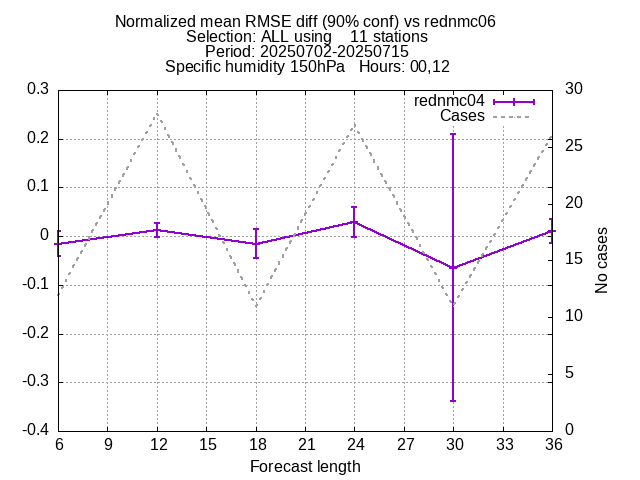 Normalized mean RMSE diff (90% conf) vs rednmc06
Selection: ALL using    11 stations
Period: 20250702-20250715
Specific humidity 150hPa   Hours: 00,12
rednmc04
Cases
0.3
0.2
0.1
0
-0.1
-0.2
-0.3
-0.4
30
25
20
15
10
5
0
No cases
6 9 12 15 18 21 24 27 30 33 36
Forecast length